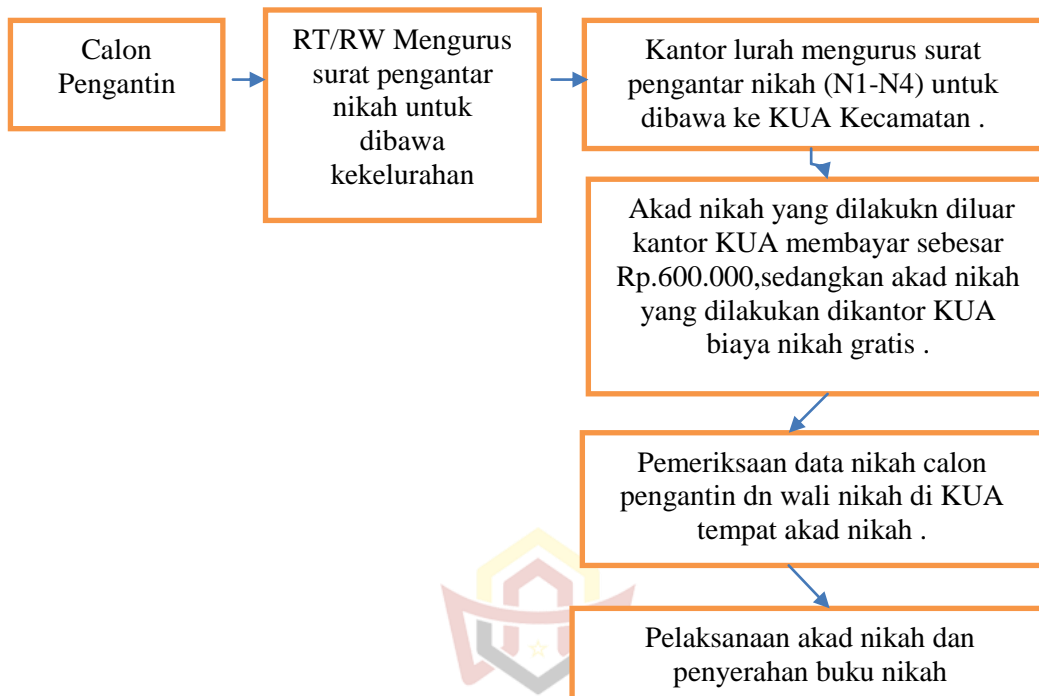 Calon
Pengantin
RT/RW Mengurus
surat pengantar
nikah untuk
dibawa
kekelurahan
Kantor lurah mengurus surat
pengantar nikah (N1-N4) untuk
dibawa ke KUA Kecamatan .
Akad nikah yang dilakukn diluar
kantor KUA membayar sebesar
Rp.600.000,sedangkan akad nikah
yang dilakukan dikantor KUA
biaya nikah gratis .
Pemeriksaan data nikah calon
pengantin dn wali nikah di KUA
tempat akad nikah .
Pelaksanaan akad nikah dan
penyerahan buku nikah